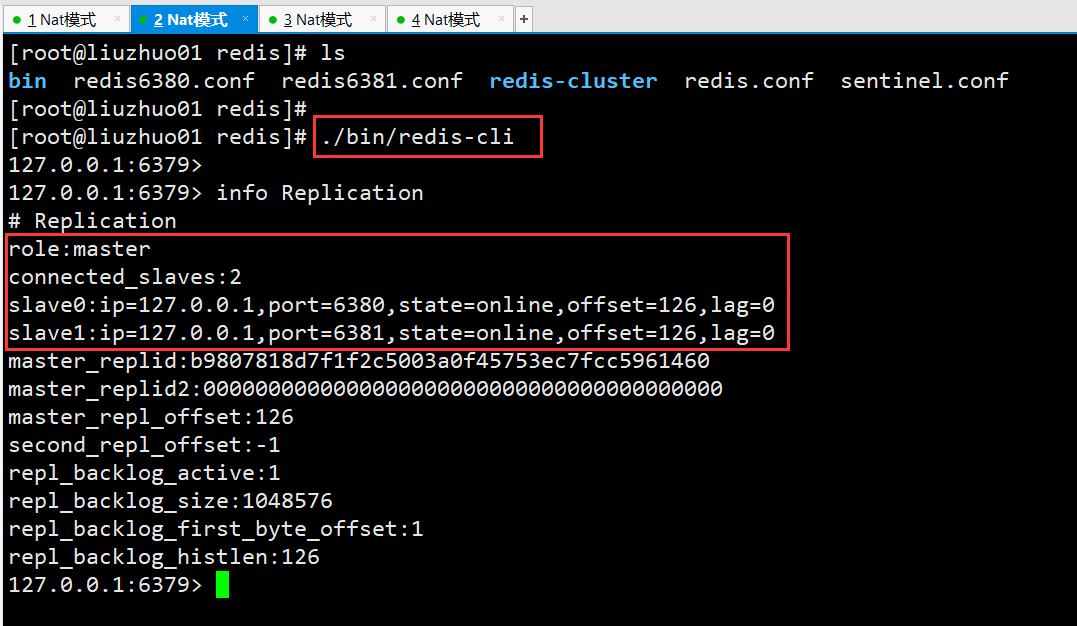 1 Nat模式 × 2 Nat模式 × 3 Nat模式 × 4 Nat模式 × +
[root@liuzhuo01 redis]# ls
bin redis6380.conf redis6381.conf redis-cluster redis.conf sentinel.conf
[root@liuzhuo01 redis]#
[root@liuzhuo01 redis]# ./bin/redis-cli
127.0.0.1:6379>
127.0.0.1:6379> info Replication
# Replication
role:master
connected_slaves:2
slave0:ip=127.0.0.1,port=6380,state=online,offset=126,lag=0
slave1:ip=127.0.0.1,port=6381,state=online,offset=126,lag=0
master_replid:b9807818d7f1f2c5003a0f45753ec7fcc5961460
master_replid2:0000000000000000000000000000000000000000
master_repl_offset:126
second_repl_offset:-1
repl_backlog_active:1
repl_backlog_size:1048576
repl_backlog_first_byte_offset:1
repl_backlog_histlen:126
127.0.0.1:6379>